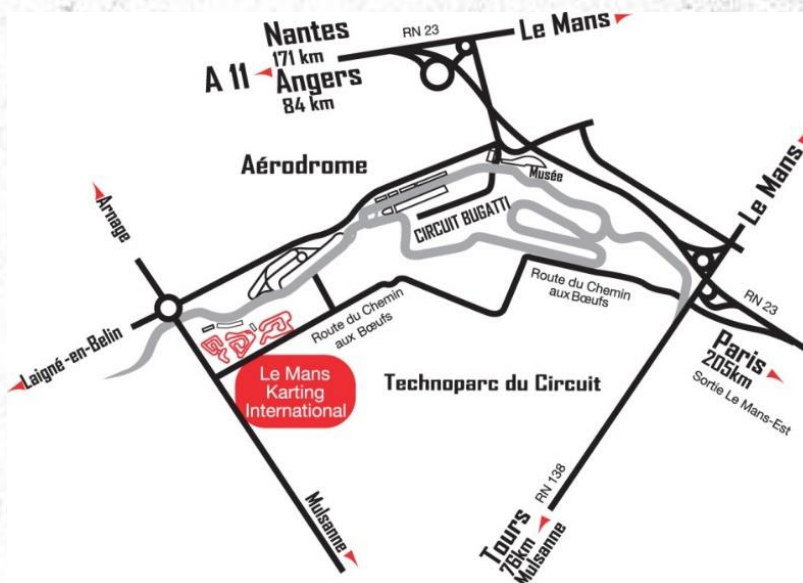 Nantes
171 km
RN 23
Le Mans
A 11
Angers
84 km
Aérodrome
Musée
Le Mans
Arnage
CIRCUIT BUGATTI
Route du Chemin
aux Bœufs
Route du Chemin
aux Bœufs
RN 23
Laigné-en-Belin
Le Mans
Karting
International
Technoparc du Circuit
Paris
205km
Sortie Le Mans-Est
Mulsanne
RN 138
Tours
76km
Mulsanne